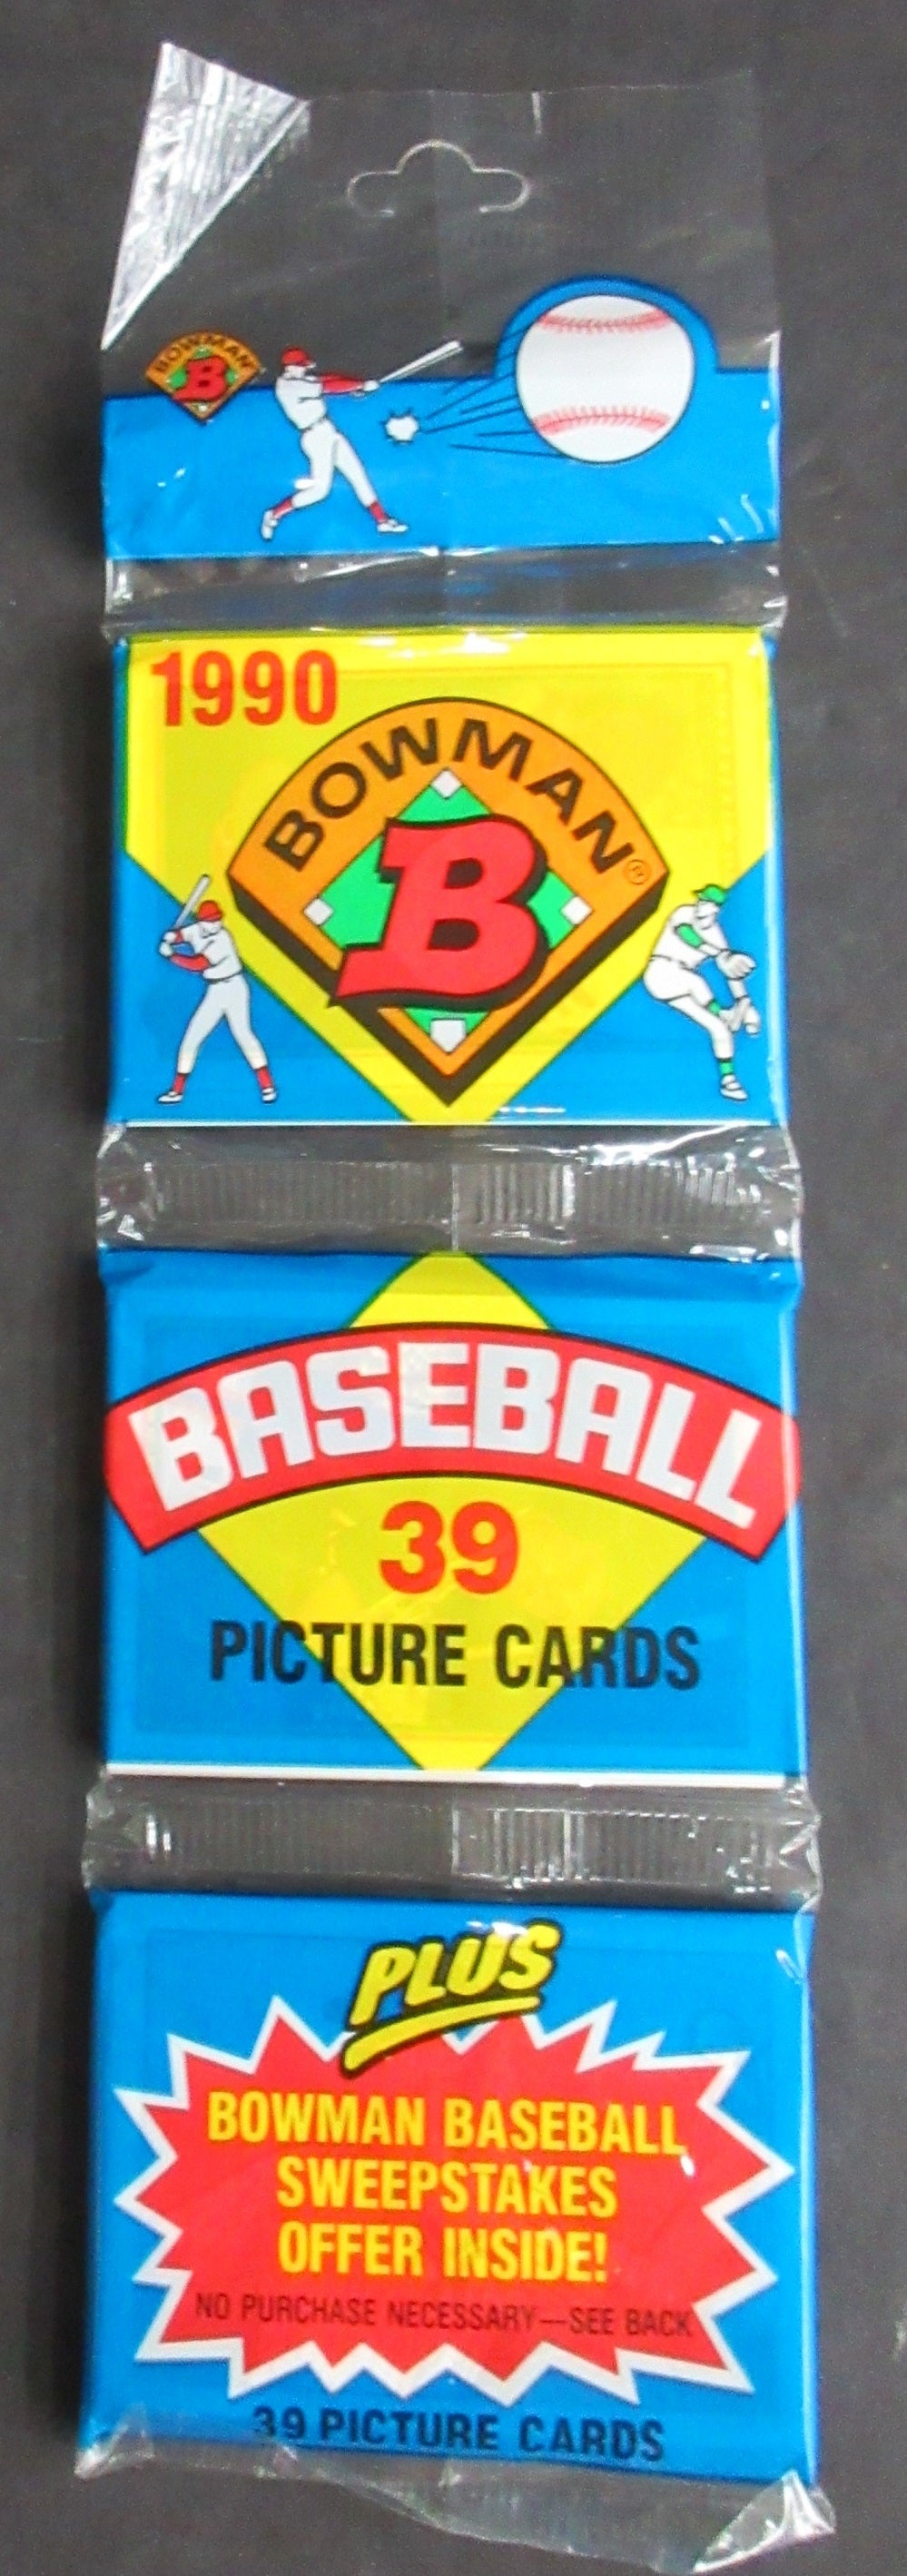 BOWMAN
B
1990
BOWMAN®
B
BASEBALL
39
PICTURE CARDS
PLUS
BOWMAN BASEBALL
SWEEPSTAKES
OFFER INSIDE!
NO PURCHASE NECESSARY—SEE BACK
39 PICTURE CARDS